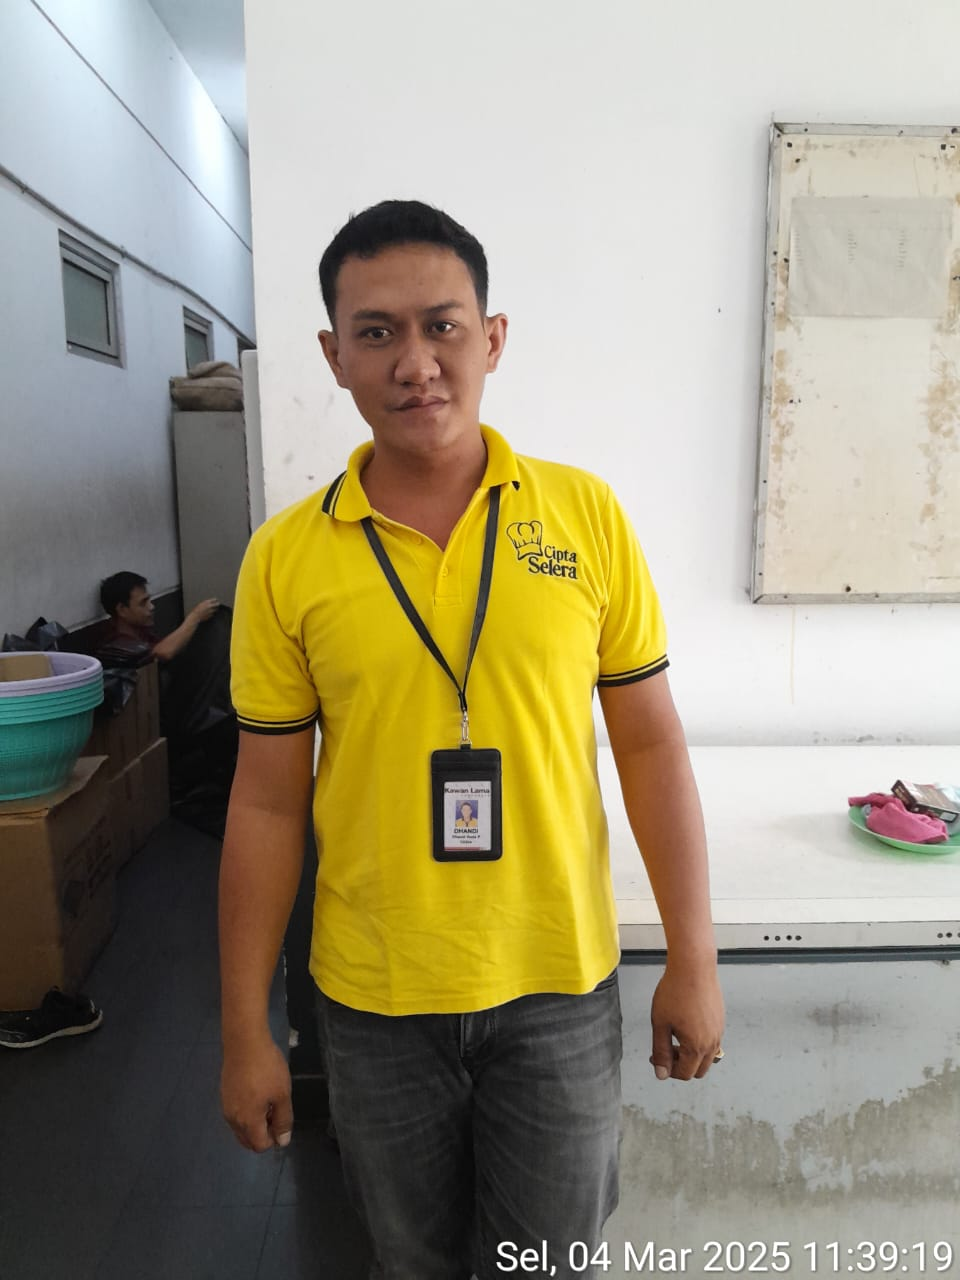 Cipta
Selera
Kawan Lama
DHANDI
Sel, 04 Mar 2025 11:39:19